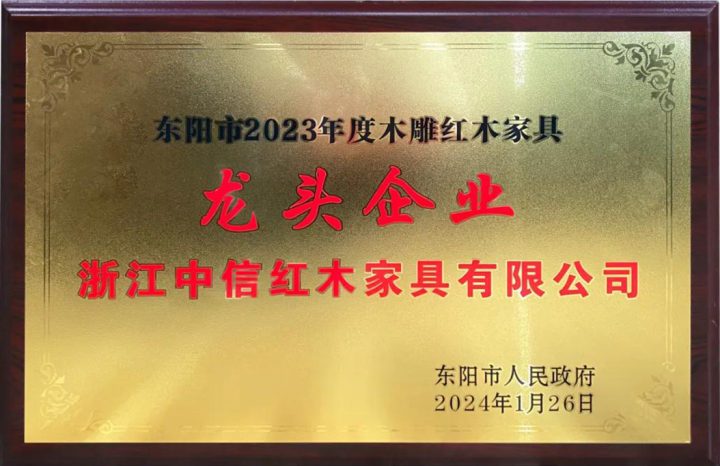 东阳市2023年度木雕红木家具
龙头企业
浙江中信红木家具有限公司
东阳市人民政府
2024年1月26日